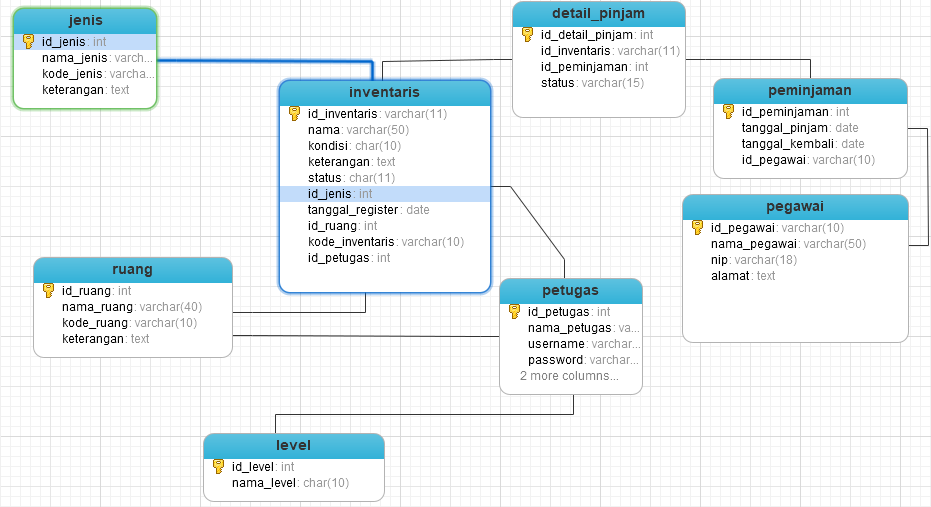 jenis
id_jenis: int
nama_jenis: varch...
kode_jenis: varcha...
keterangan: text
detail_pinjam
id_detail_pinjam: int
id_inventaris: varchar(11)
id_peminjaman: int
status: varchar(15)
inventaris
id_inventaris: varchar(11)
nama: varchar(50)
kondisi: char(10)
keterangan: text
status: char(11)
id_jenis: int
tanggal_register: date
id_ruang: int
kode_inventaris: varchar(10)
id_petugas: int
peminjaman
id_peminjaman: int
tanggal_pinjam: date
tanggal_kembali: date
id_pegawai: varchar(10)
pegawai
id_pegawai: varchar(10)
nama_pegawai: varchar(50)
nip: varchar(18)
alamat: text
ruang
id_ruang: int
nama_ruang: varchar(40)
kode_ruang: varchar(10)
keterangan: text
petugas
id_petugas: int
nama_petugas: va...
username: varchar...
password: varchar...
2 more columns...
level
id_level: int
nama_level: char(10)